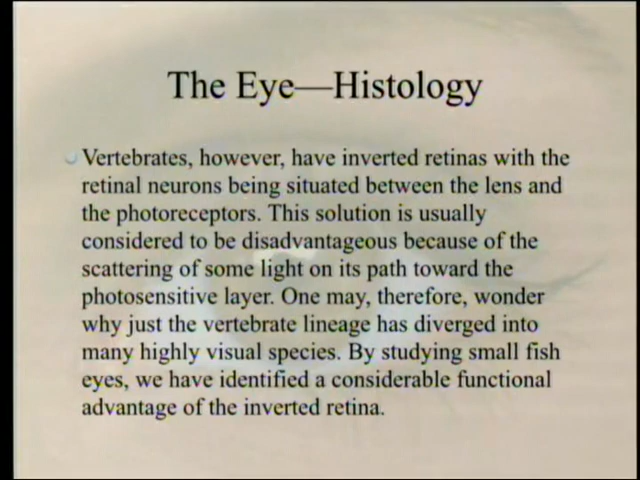 The Eye—Histology
Vertebrates, however, have inverted retinas with the
retinal neurons being situated between the lens and
the photoreceptors. This solution is usually
considered to be disadvantageous because of the
scattering of some light on its path toward the
photosensitive layer. One may, therefore, wonder
why just the vertebrate lineage has diverged into
many highly visual species. By studying small fish
eyes, we have identified a considerable functional
advantage of the inverted retina.